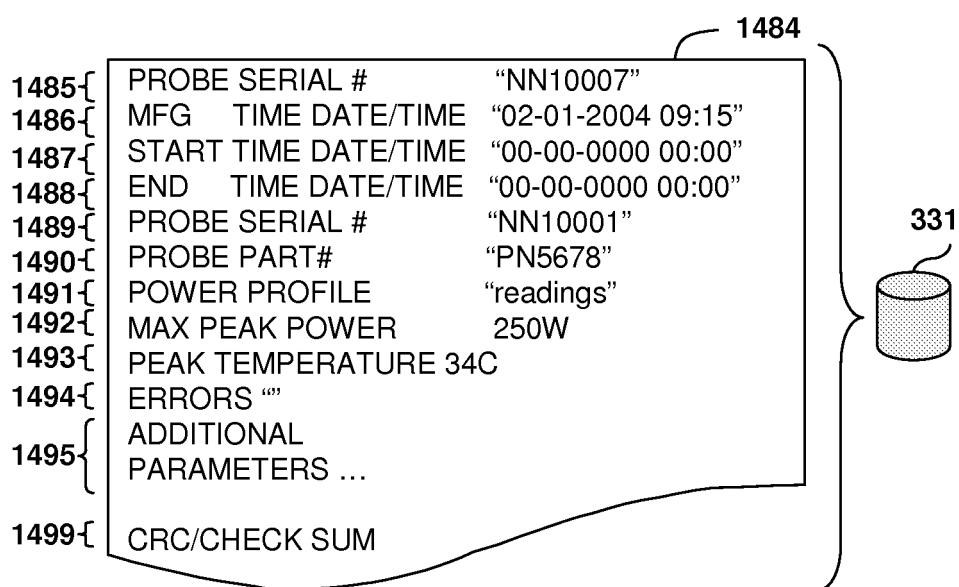 1484
1485 PROBE SERIAL # “NN10007”
1486 MFG TIME DATE/TIME “02-01-2004 09:15”
1487 START TIME DATE/TIME “00-00-0000 00:00”
1488 END TIME DATE/TIME “00-00-0000 00:00”
1489 PROBE SERIAL # “NN10001”
331
1490 PROBE PART# “PN5678”
1491 POWER PROFILE “readings”
1492 MAX PEAK POWER 250W
1493 PEAK TEMPERATURE 34C
1494 ERRORS “”
1495 ADDITIONAL
PARAMETERS ...
1499 CRC/CHECK SUM